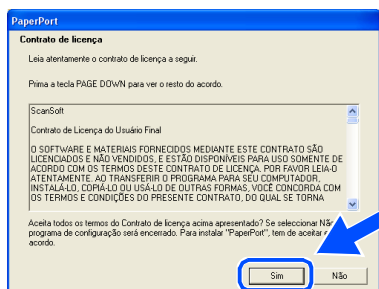 PaperPort
Contrato de licença
Leia atentamente o contrato de licença a seguir.
Prima a tecla PAGE DOWN para ver o resto do acordo.
ScanSoft
Contrato de Licença do Usuário Final
O SOFTWARE E MATERIAIS FORNECIDOS MEDIANTE ESTE CONTRATO SÃO
LICENCIADOS E NÃO VENDIDOS, E ESTÃO DISPONÍVEIS PARA USO SOMENTE DE
ACORDO COM OS TERMOS DESTE CONTRATO DE LICENÇA. POR FAVOR LEIA-O
ATENTAMENTE. AO TRANSFERIR O PROGRAMA PARA SEU COMPUTADOR,
INSTALÁ-LO, COPIÁ-LO OU USÁ-LO DE OUTRAS FORMAS, VOCÊ CONCORDA COM
OS TERMOS E CONDIÇÕES DO PRESENTE CONTRATO, DO QUAL SE TORNA
Aceita todos os termos do Contrato de licença acima apresentado? Se seleccionar
programa de configuração será encerrado. Para instalar "PaperPort", tem de aceitar
acordo.
Sim
Não